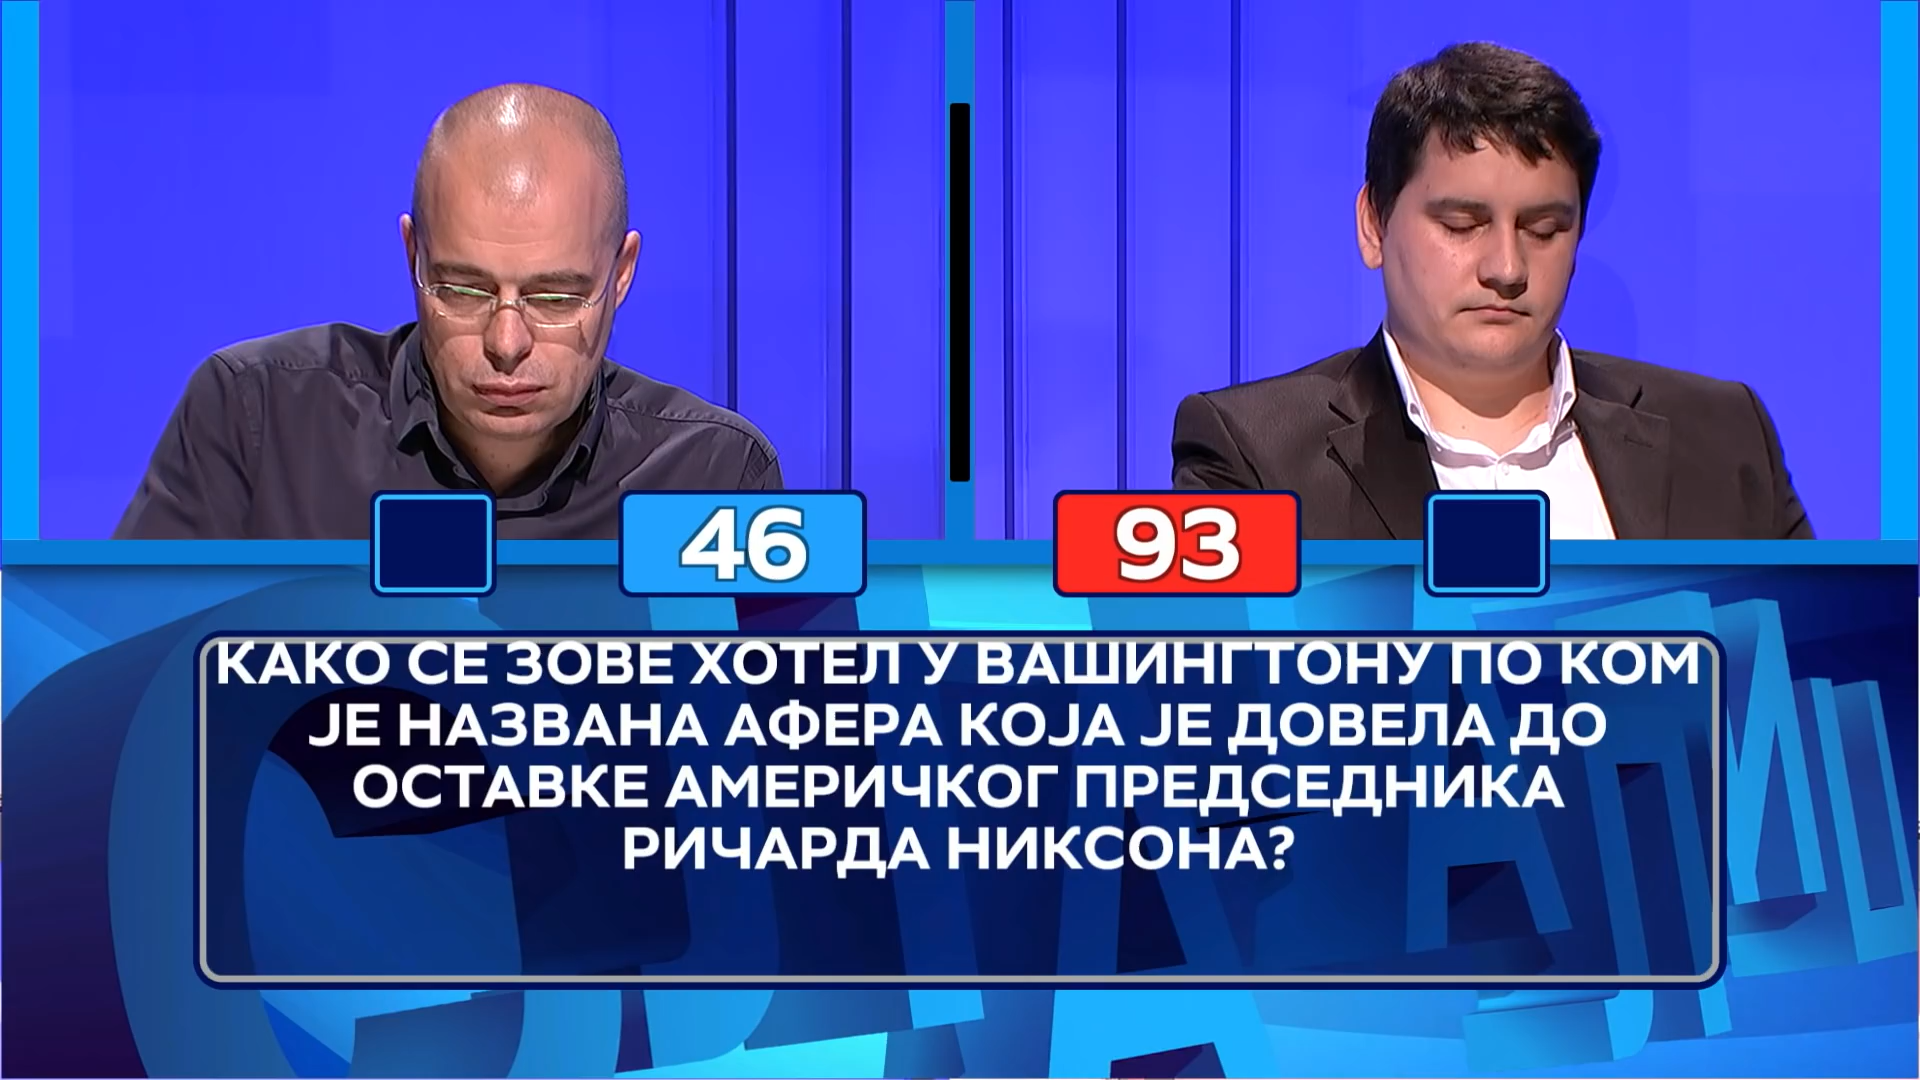 46 93
КАКО СЕ ЗОВЕ ХОТЕЛ У ВАШИНГТОНУ ПО КОМ
ЈЕ НАЗВАНА АФЕРА КОЈА ЈЕ ДОВЕЛА ДО
ОСТАВКЕ АМЕРИЧКОГ ПРЕДСЕДНИКА
РИЧАРДА НИКСОНА?